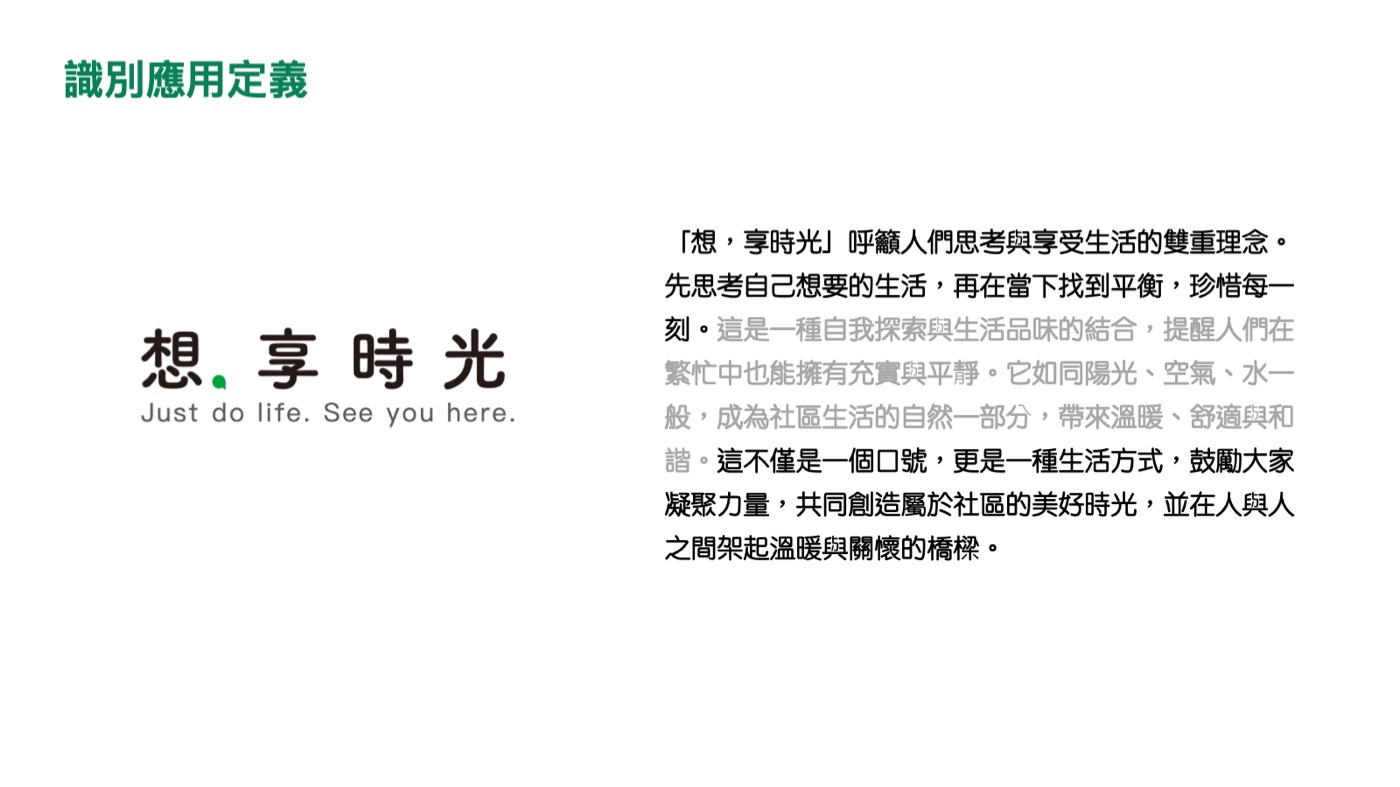 識別應用定義
想，享時光
Just do life. See you here.
「想，享時光」呼籲人們思考與享受生活的雙重理念。
先思考自己想要的生活，再在當下找到平衡，珍惜每一
刻。這是一種自我探索與生活品味的結合，提醒人們在
繁忙中也能擁有充實與平靜。它如同陽光、空氣、水一
般，成為社區生活的自然一部分，帶來溫暖、舒適與和
諧。這不僅是一個口號，更是一種生活方式，鼓勵大家
凝聚力量，共同創造屬於社區的美好時光，並在人與人
之間架起溫暖與關懷的橋樑。